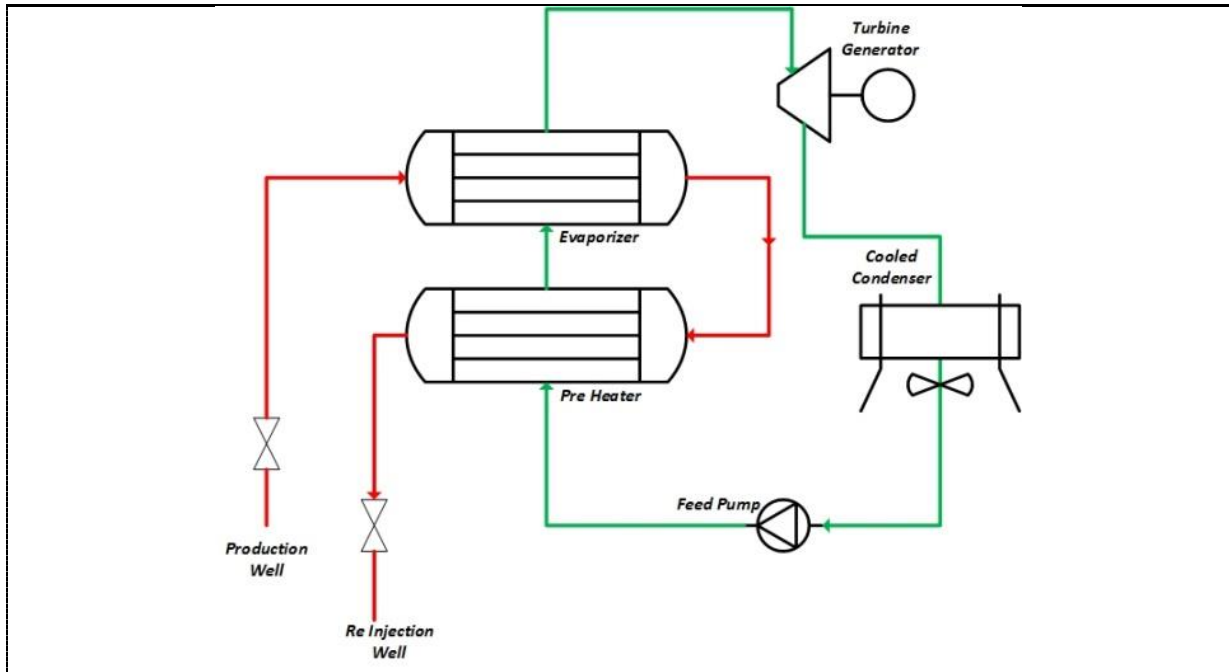 Turbine
Generator
Evaporizer
Cooled
Condenser
Pre Heater
Feed Pump
Production
Well
Re Injection
Well